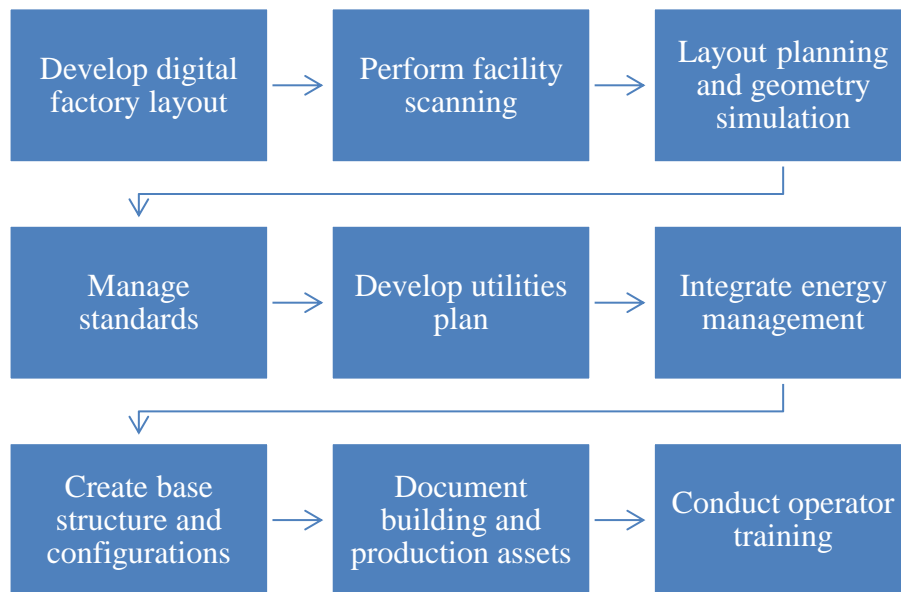 Develop digital
factory layout
Perform facility
scanning
Layout planning
and geometry
simulation
Manage
standards
Develop utilities
plan
Integrate energy
management
Create base
structure and
configurations
Document
building and
production assets
Conduct operator
training